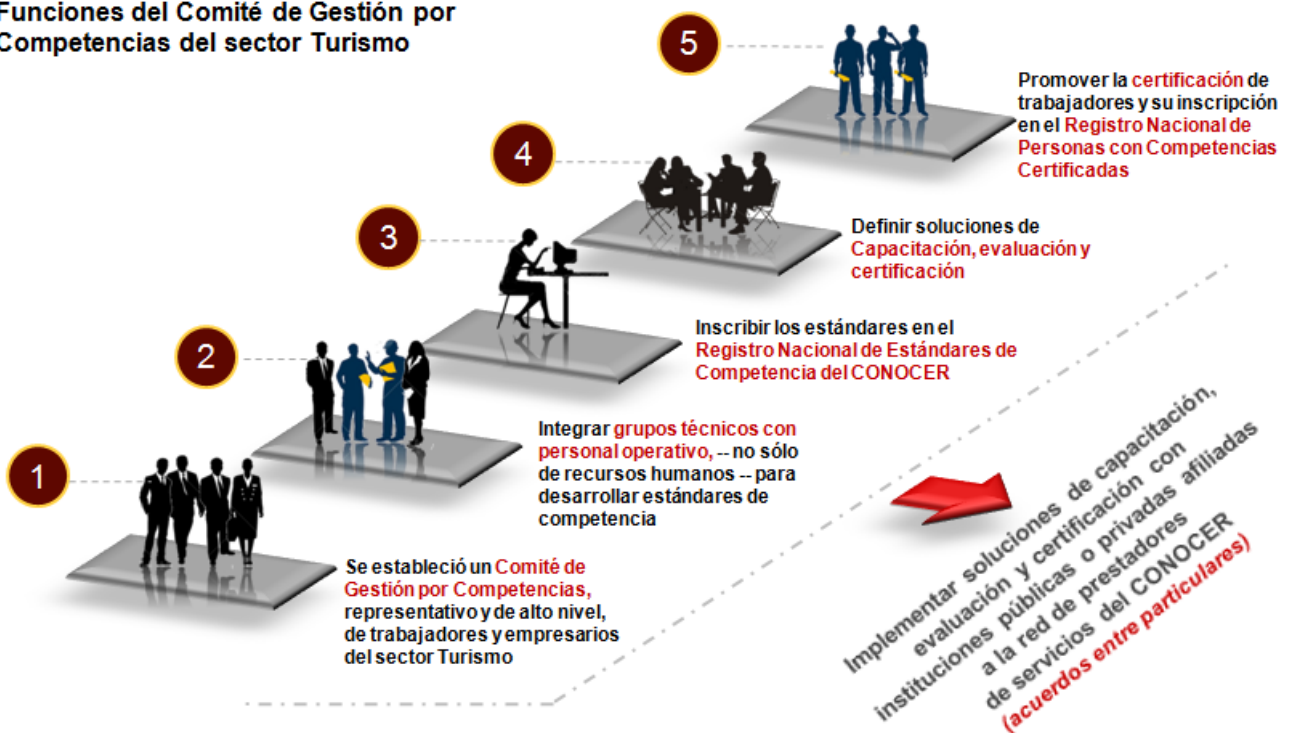 Funciones del Comité de Gestión por
Competencias del sector Turismo
5
Promover la certificación de
trabajadores y su inscripción
en el Registro Nacional de
Personas con Competencias
Certificadas
4
Definir soluciones de
Capacitación, evaluación y
certificación
3
Inscribir los estándares en el
Registro Nacional de Estándares de
Competencia del CONOCER
2
Integrar grupos técnicos con
personal operativo, -- no sólo
de recursos humanos -- para
desarrollar estándares de
competencia
1
Se estableció un Comité de
Gestión por Competencias,
representativo y de alto nivel,
de trabajadores y empresarios
del sector Turismo
Implementar soluciones de capacitación,
evaluación y certificación con
instituciones públicas o privadas afiliadas
a la red de prestadores
de servicios del CONOCER
(acuerdos entre particulares)